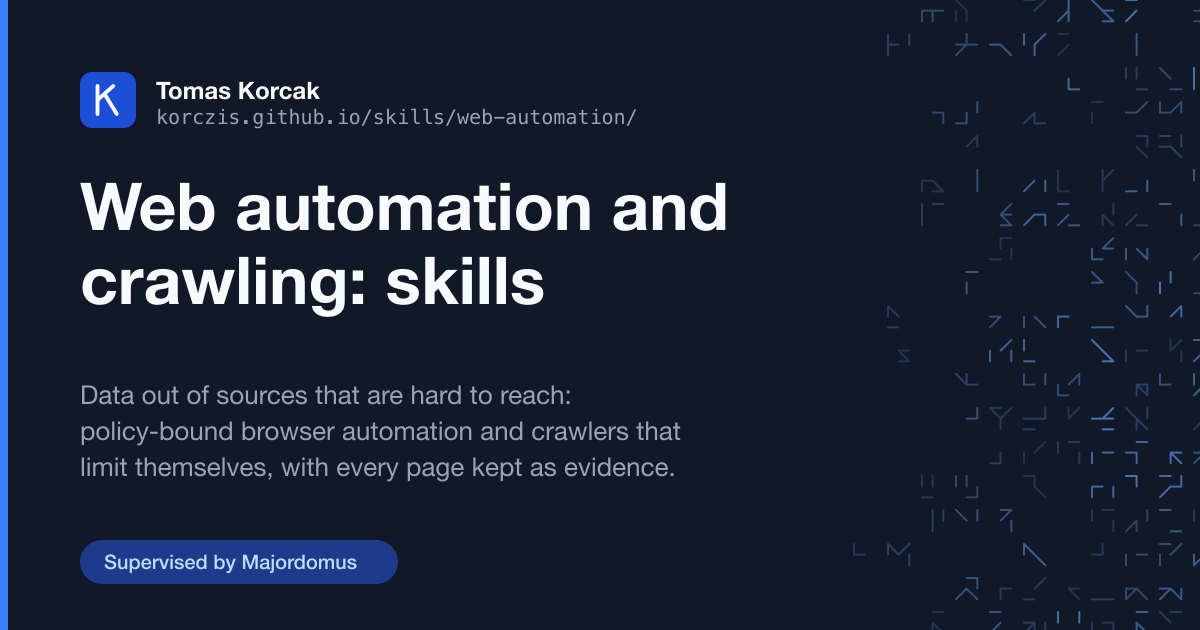 K
Tomas Korcak
korczis.github.io/skills/web-automation/
Web automation and
crawling: skills
Data out of sources that are hard to reach:
policy-bound browser automation and crawlers that
limit themselves, with every page kept as evidence.
Supervised by Majordomus